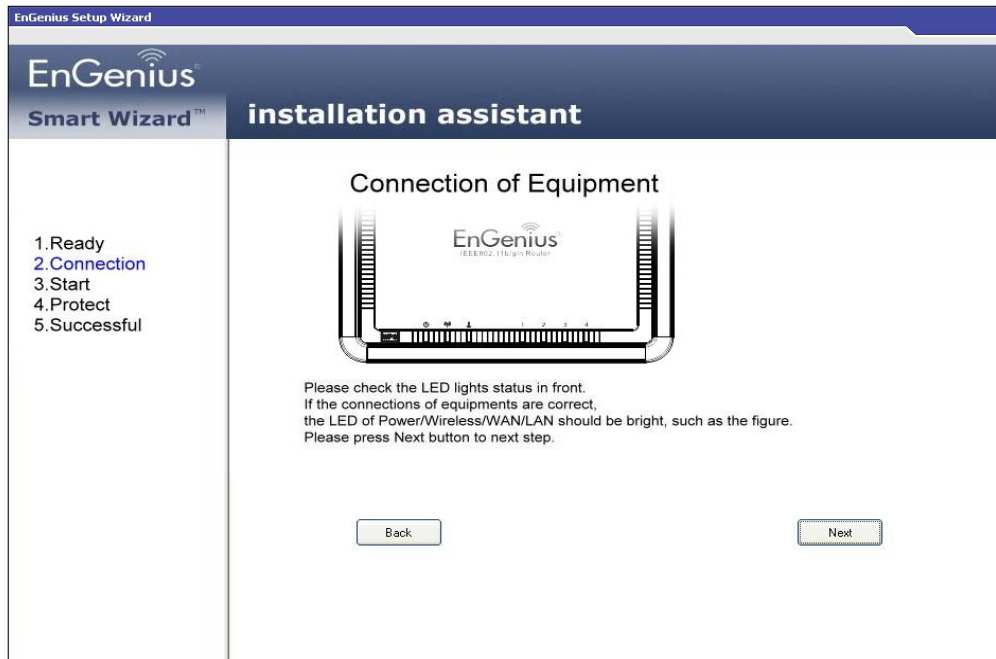 EnGenius Setup Wizard
EnGenius®
Smart Wizard™
installation assistant
1.Ready
2.Connection
3.Start
4.Protect
5.Successful
Connection of Equipment
EnGenius
IEEE802.11b/g/n Router
1 2 3 4
Please check the LED lights status in front.
If the connections of equipments are correct,
the LED of Power/Wireless/WAN/LAN should be bright, such as the figure.
Please press Next button to next step.
Back
Next